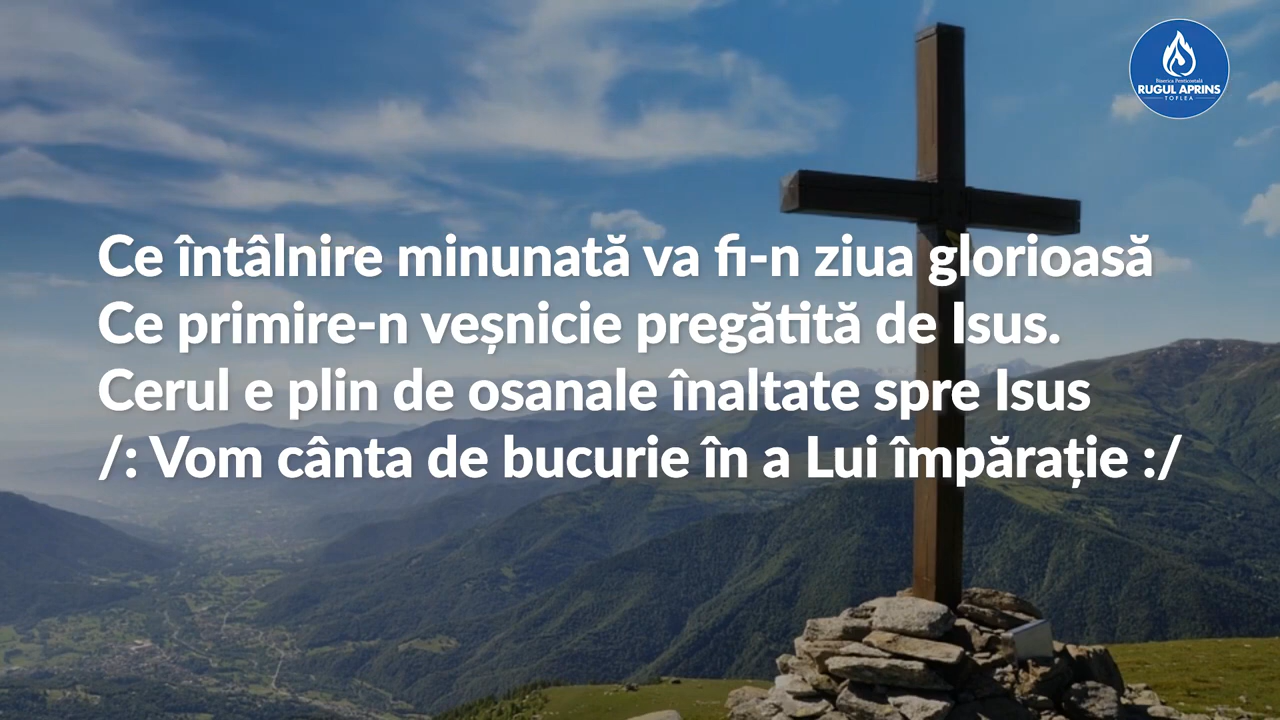 Biserica Penticostală
RUGUL APRINS
TOFLEA
Ce întâlnire minunată va fi-n ziua glorioasă
Ce primire-n veșnicie pregătită de Isus.
Cerul e plin de osanale înaltate spre Isus
/: Vom cânta de bucurie în a Lui împărație :/